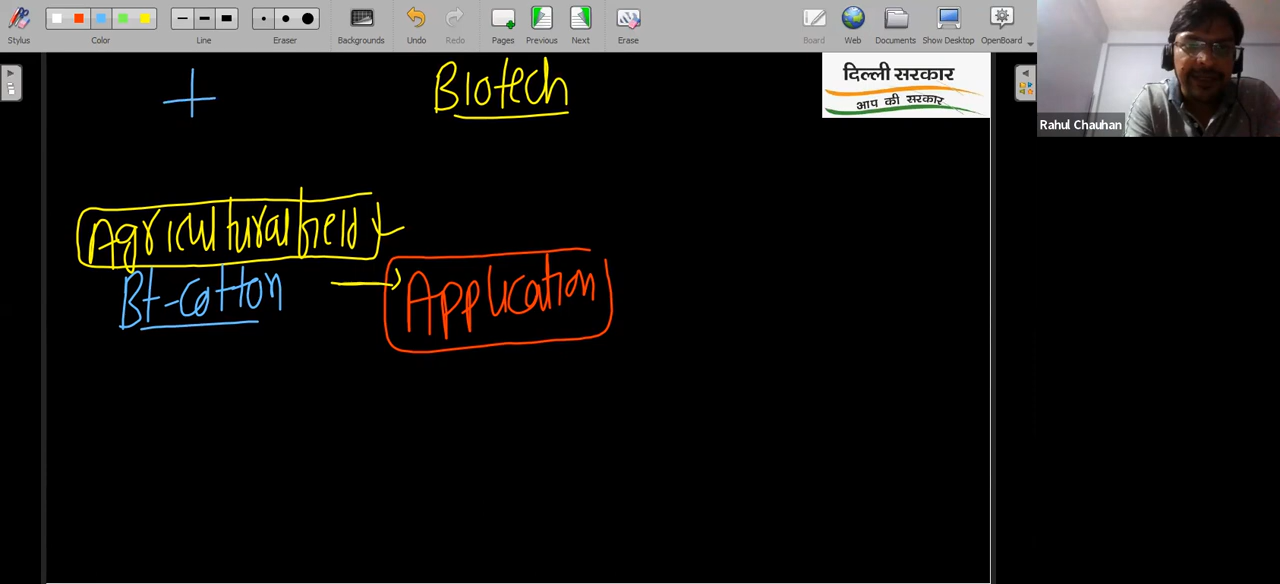 Stylus
Color
Line
Eraser
Backgrounds
Undo
Redo
Pages
Previous
Next
Erase
Board
Web
Documents
Show Desktop
OpenBoard
Biotech
दिल्ली सरकार
आप की सरकार
Rahul Chauhan
Agricultural field
Bt-cotton
Application